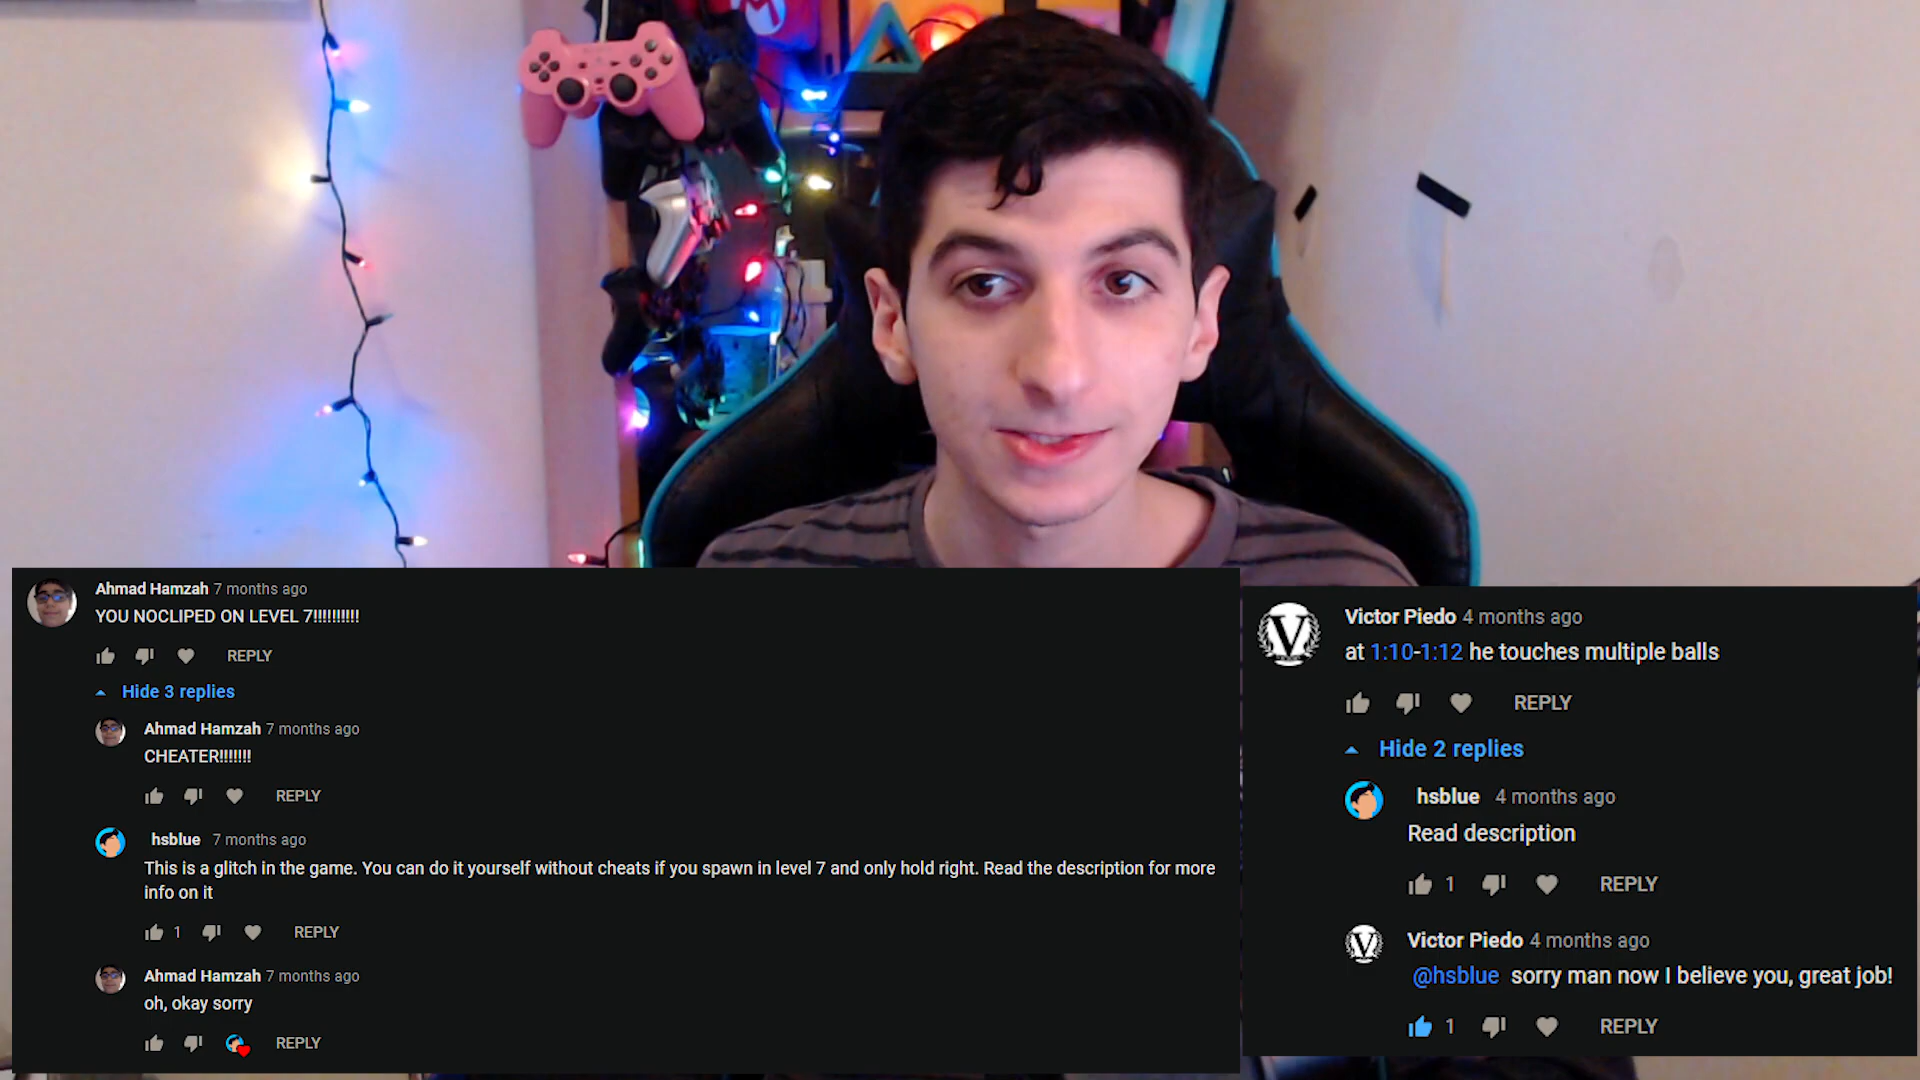 Ahmad Hamzah 7 months ago
YOU NOCLIPED ON LEVEL 7!!!!!!!!!!
REPLY
Hide 3 replies
Ahmad Hamzah 7 months ago
CHEATER!!!!!!!
REPLY
hsblue 7 months ago
This is a glitch in the game. You can do it yourself without cheats if you spawn in level 7 and only hold right. Read the description for more
info on it
1 REPLY
Ahmad Hamzah 7 months ago
oh, okay sorry
REPLY
V
Victor Piedo 4 months ago
at 1:10-1:12 he touches multiple balls
REPLY
Hide 2 replies
hsblue 4 months ago
Read description
1 REPLY
V
Victor Piedo 4 months ago
@hsblue sorry man now I believe you, great job!
1 REPLY